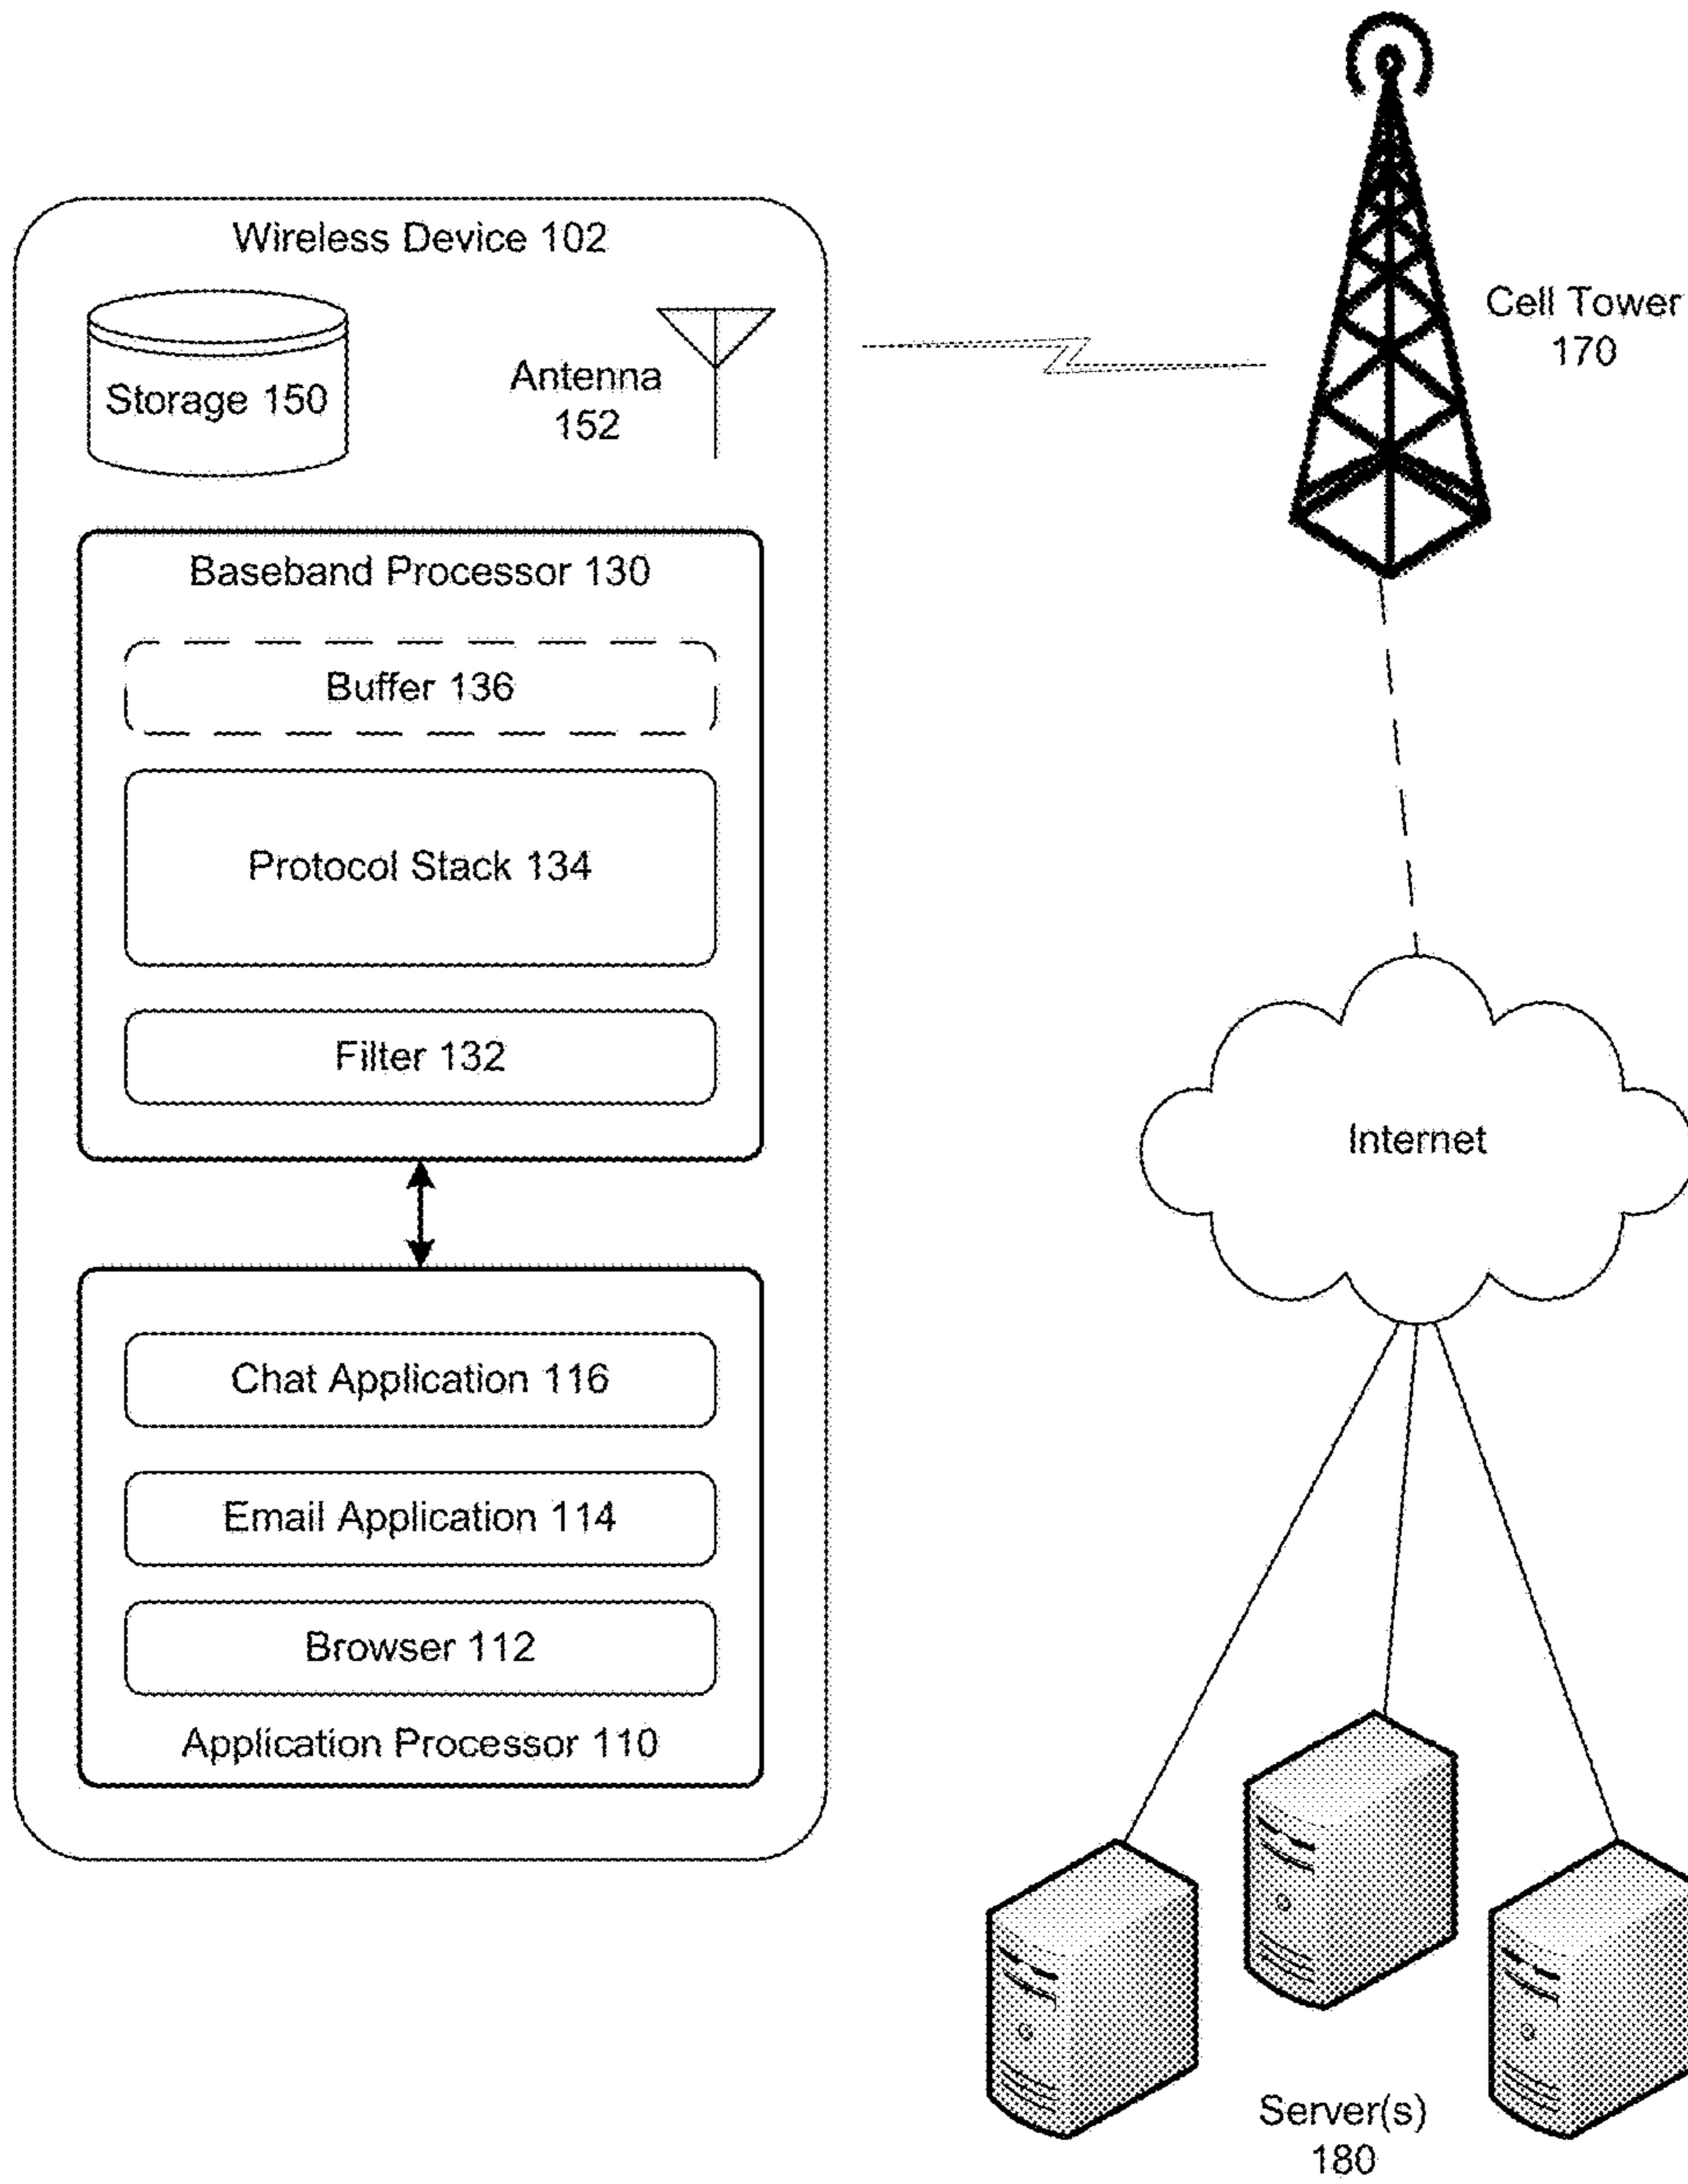 Wireless Device 102
Storage 150
Antenna
152
Baseband Processor 130
Buffer 136
Protocol Stack 134
Filter 132
Chat Application 116
Email Application 114
Browser 112
Application Processor 110
Cell Tower
170
Internet
Server(s)
180